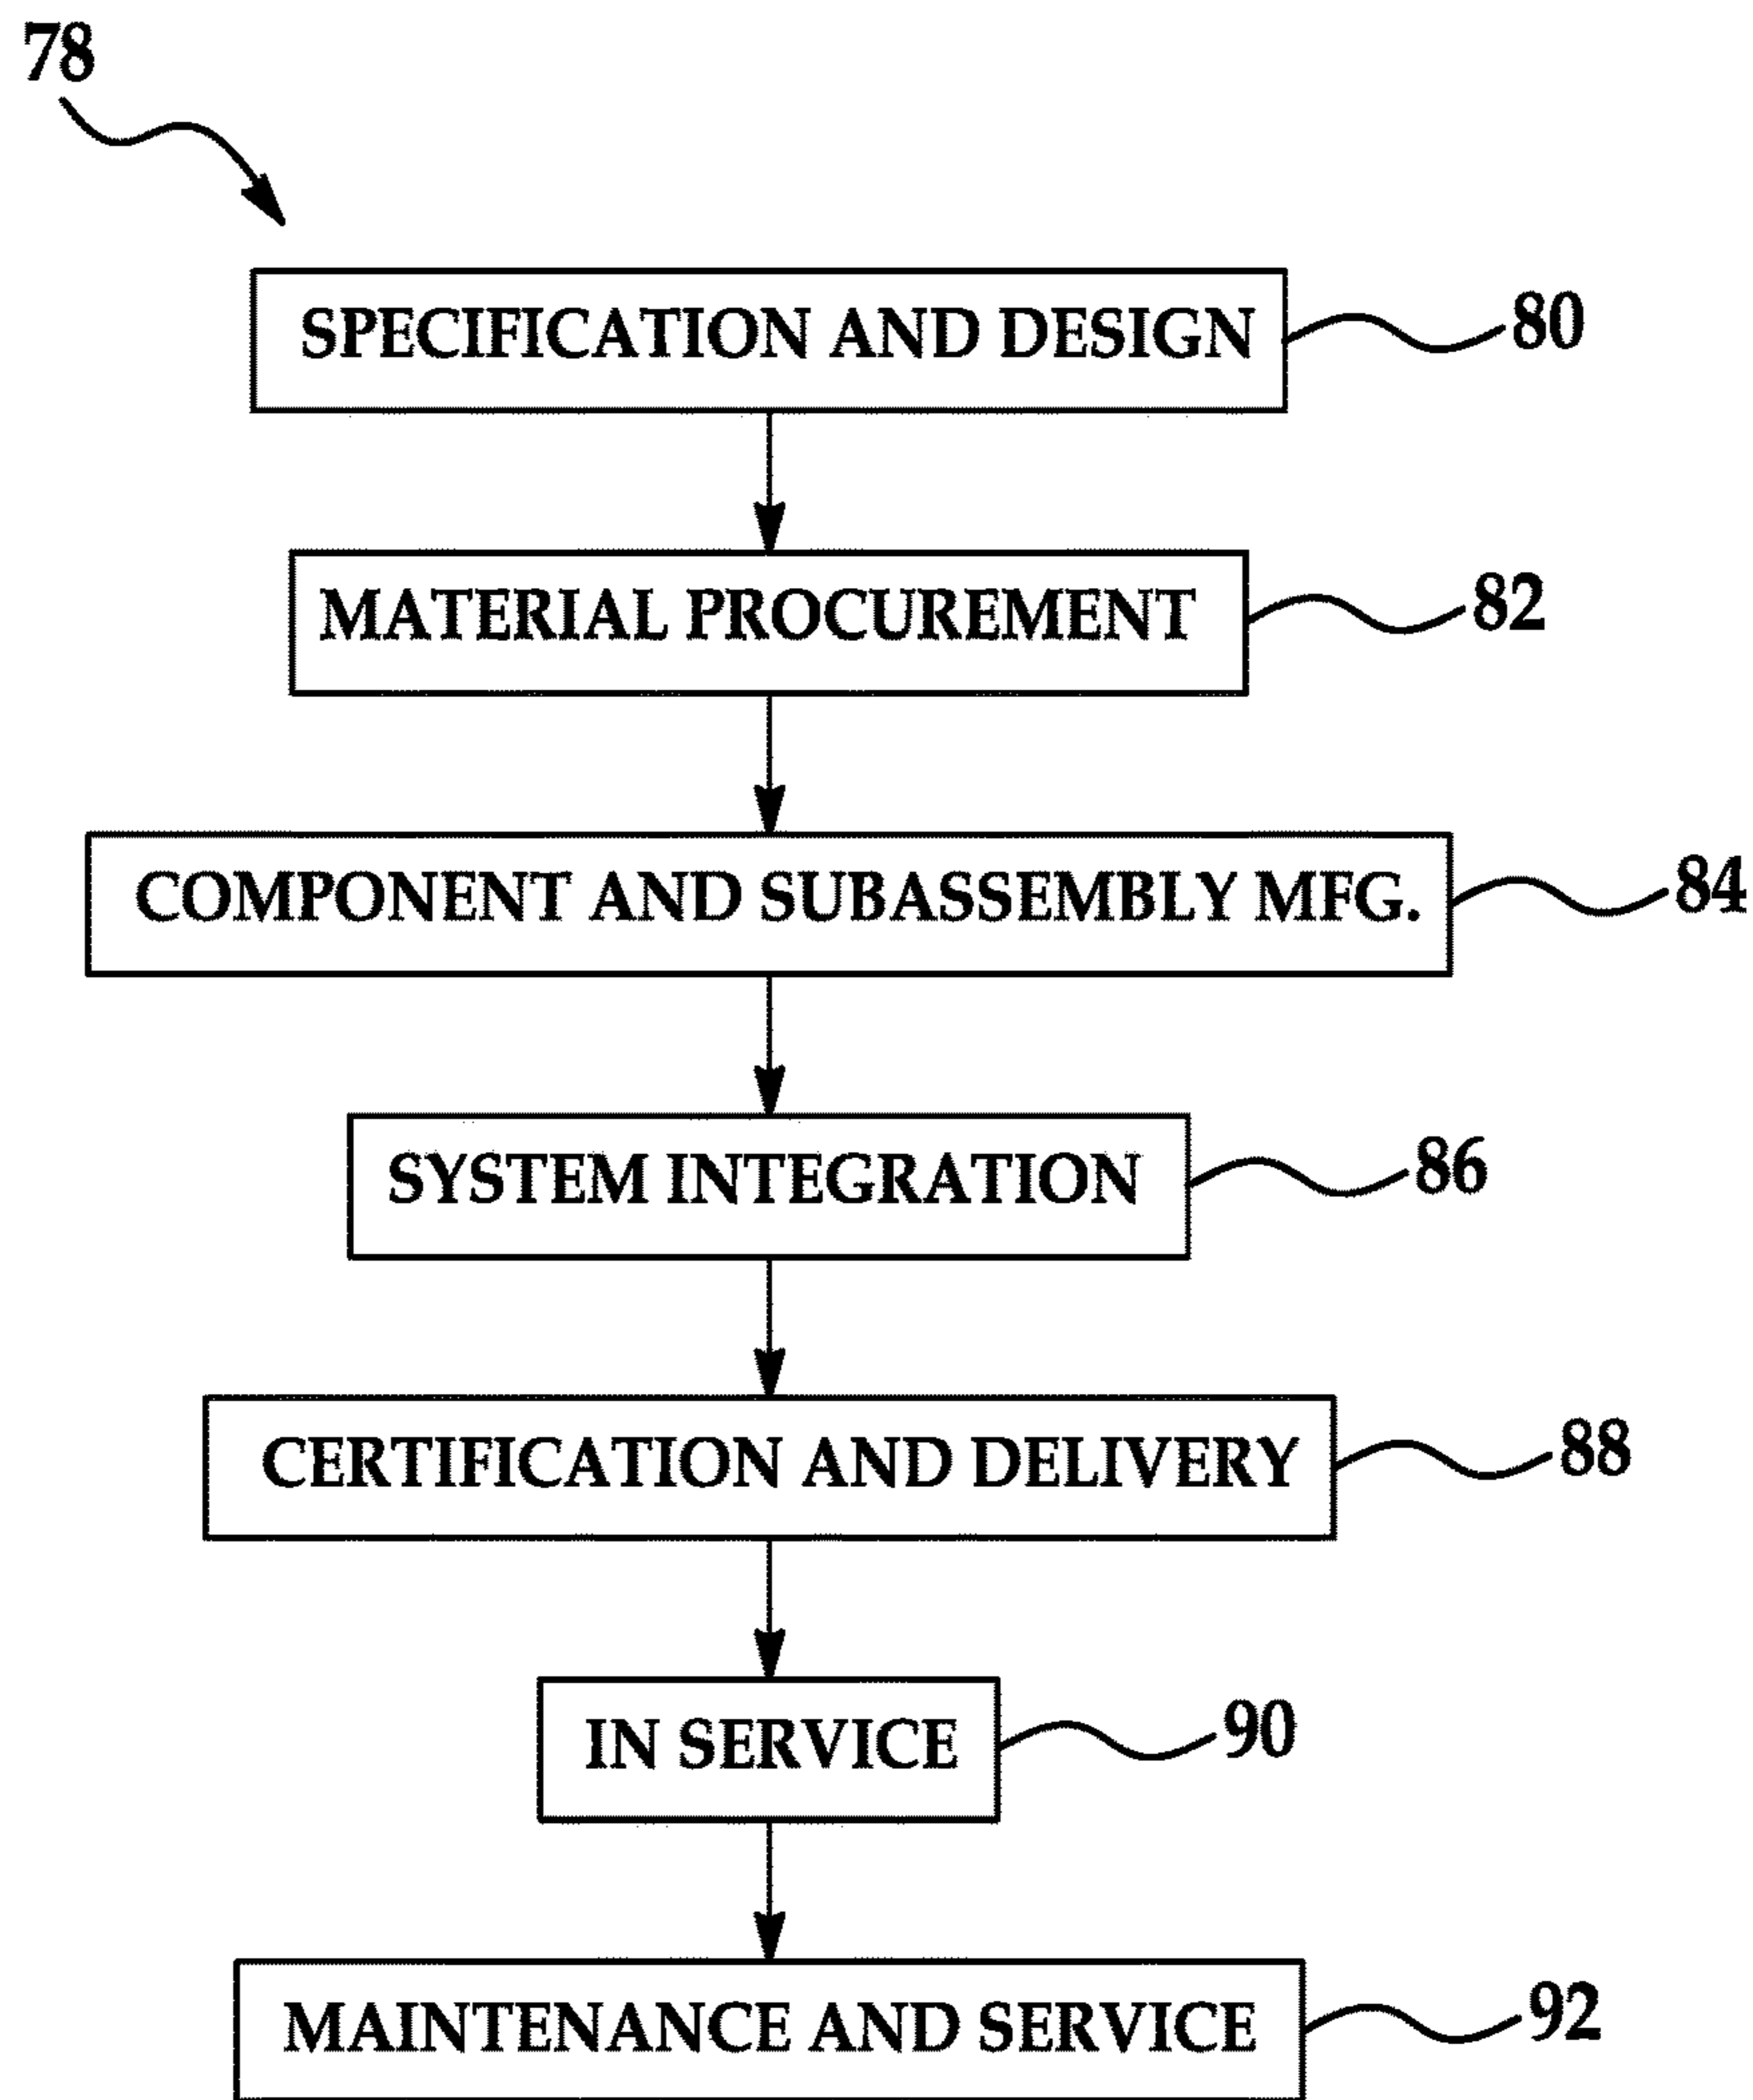 78
SPECIFICATION AND DESIGN 80
MATERIAL PROCUREMENT 82
COMPONENT AND SUBASSEMBLY MFG. 84
SYSTEM INTEGRATION 86
CERTIFICATION AND DELIVERY 88
IN SERVICE 90
MAINTENANCE AND SERVICE 92